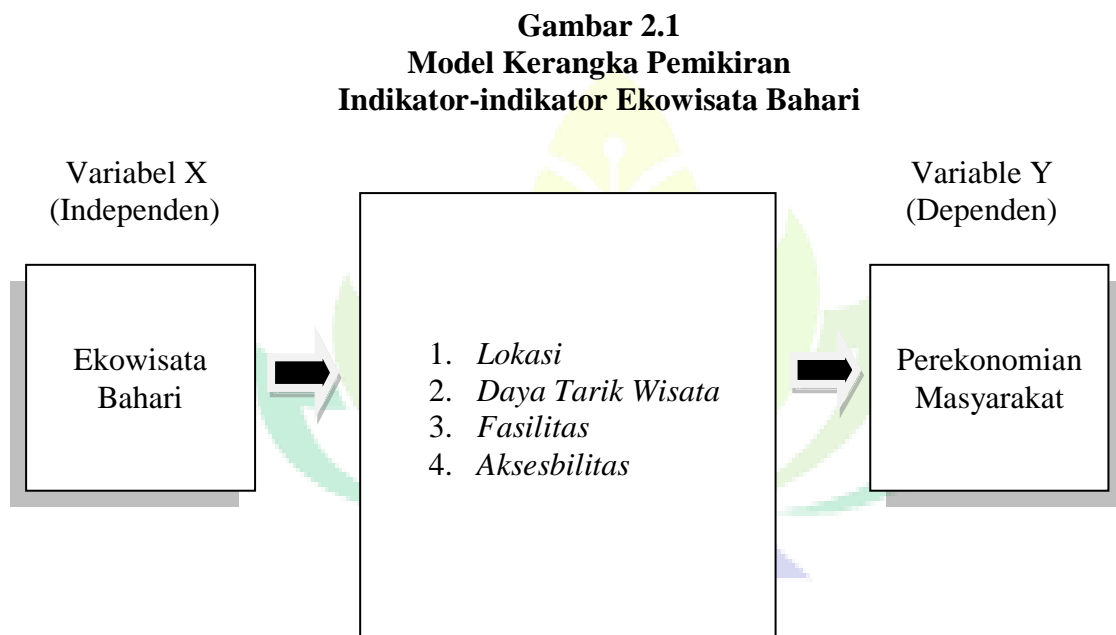 Gambar 2.1
Model Kerangka Pemikiran
Indikator-indikator Ekowisata Bahari
Variabel X
(Independen)
Variable Y
(Dependen)
Ekowisata
Bahari
1. Lokasi
2. Daya Tarik Wisata
3. Fasilitas
4. Aksesbilitas
Perekonomian
Masyarakat